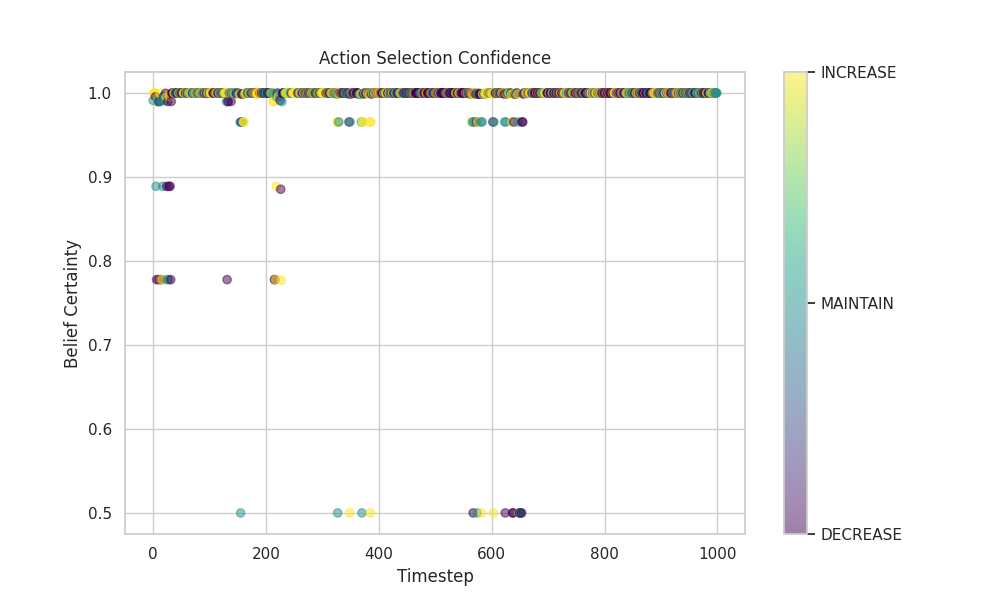 Action Selection Confidence
INCREASE
MAINTAIN
DECREASE
Belief Certainty
1.0
0.9
0.8
0.7
0.6
0.5
0
200
400
600
800
1000
Timestep